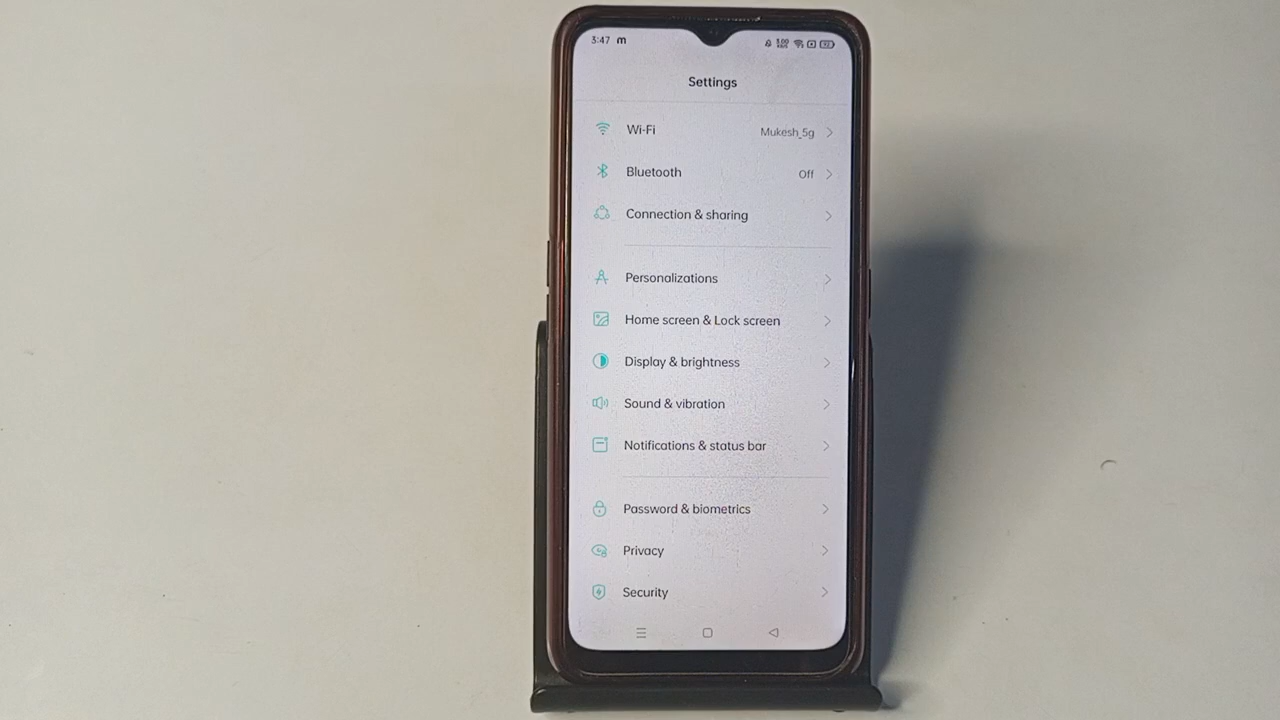 3:47 m
Settings
Wi-Fi Mukesh_5g
Bluetooth Off
Connection & sharing
Personalizations
Home screen & Lock screen
Display & brightness
Sound & vibration
Notifications & status bar
Password & biometrics
Privacy
Security